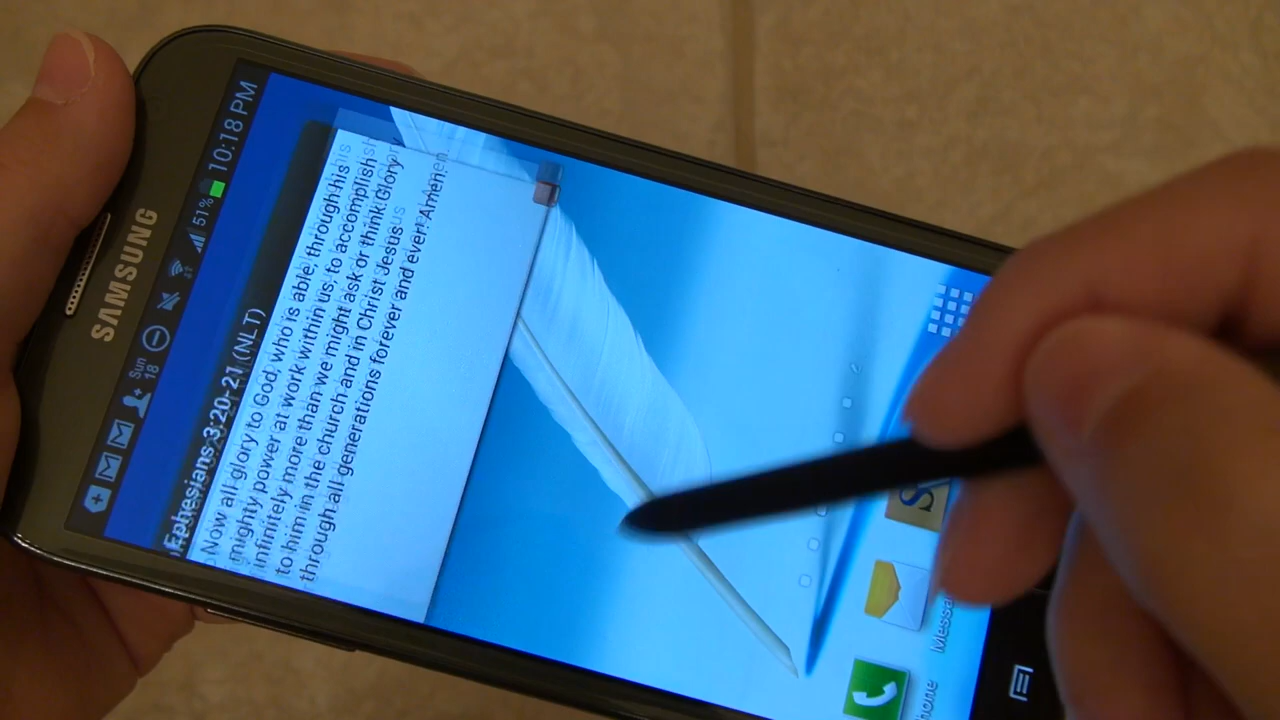 SAMSUNG
Sun 18
51% 10:18 PM
Ephesians 3:20-21 (NLT)
Now all glory to God, who is able, through his
mighty power at work within us, to accomplish
infinitely more than we might ask or think Glory
to him in the church and in Christ Jesus
through all generations forever and ever! Amen.
S